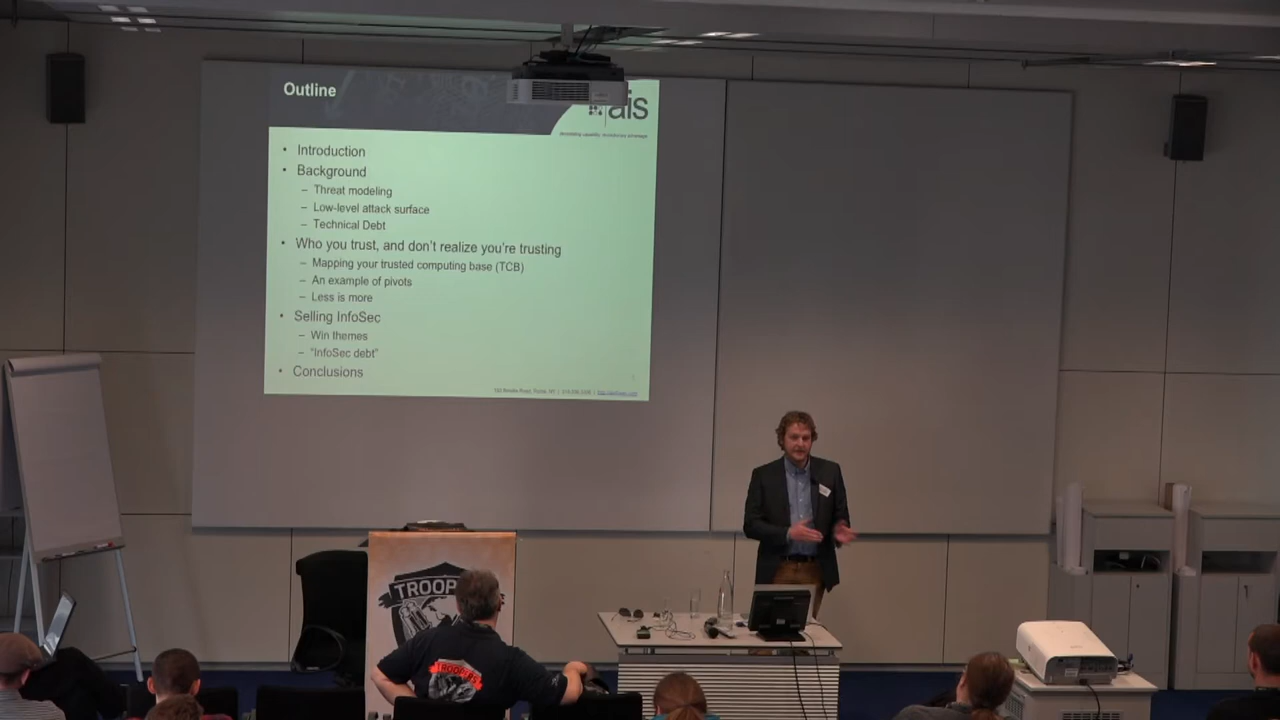 Outline
ais
• Introduction
• Background
– Threat modeling
– Low-level attack surface
– Technical Debt
• Who you trust, and don't realize you're trusting
– Mapping your trusted computing base (TCB)
– An example of pivots
– Less is more
• Selling InfoSec
– Win themes
– "InfoSec debt"
• Conclusions
TROOP
TROOPERS